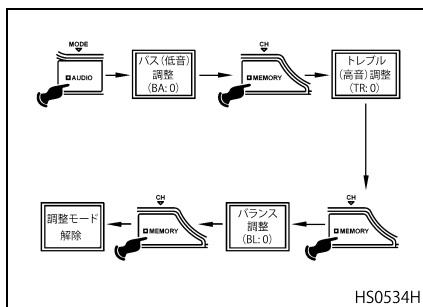 MODE
AUDIO
バス(低音)
調整
(BA: 0)
CH
MEMORY
トレブル
(高音)調整
(TR: 0)
CH
MEMORY
バランス
調整
(BL: 0)
CH
MEMORY
調整モード
解除
HS0534H